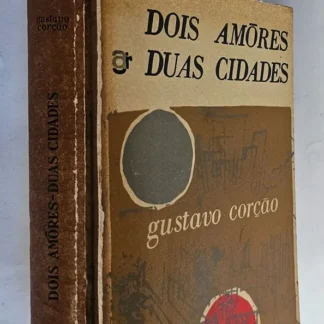 gustavo
corção
DOIS AMÔRES-DUAS CIDADES
DOIS AMÔRES
DUAS CIDADES
gustavo corção